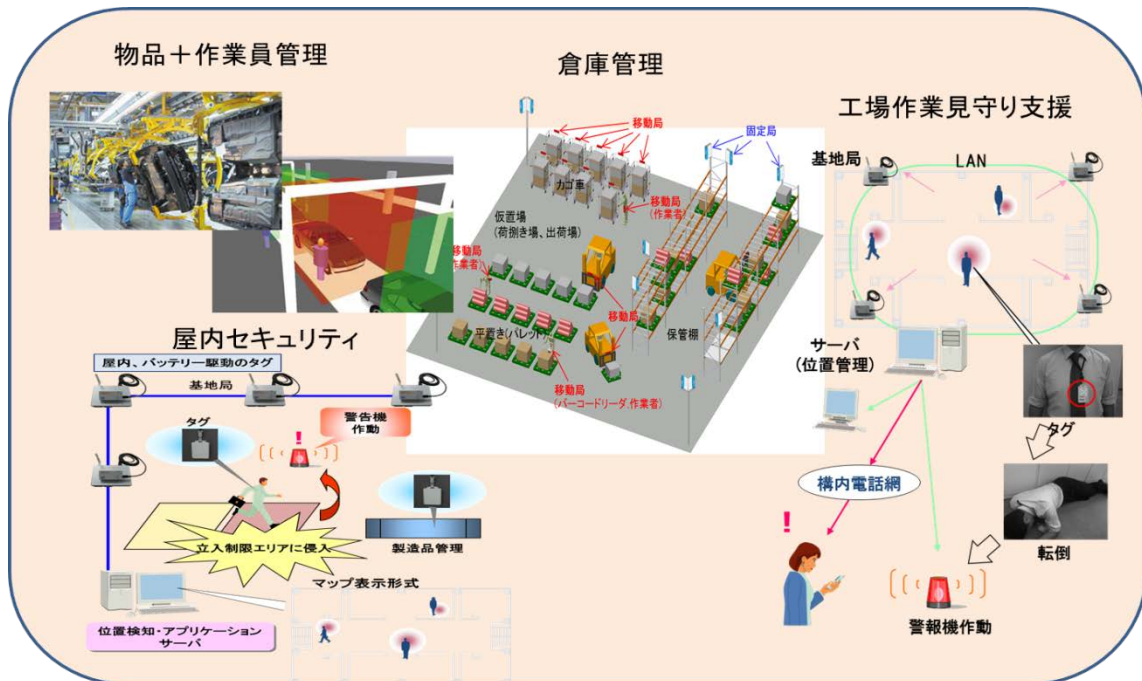 物品＋作業員管理
倉庫管理
移動局
固定局
カゴ車
移動局
(作業者)
仮置場
(荷捌き場、出荷場)
移動局
作業者)
移動局
平置き(パレット)
移動局
保管棚
移動局
(バーコードリーダ,作業者)
工場作業見守り支援
基地局
LAN
サーバ
(位置管理)
タグ
構内電話網
!
転倒
警報機作動
屋内セキュリティ
屋内、バッテリー駆動のタグ
基地局
警告機
作動
タグ
!
立入制限エリアに侵入
製造品管理
マップ表示形式
位置検知・アプリケーション
サーバ